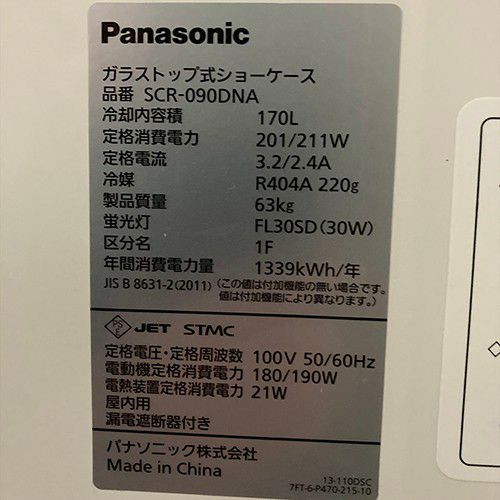 Panasonic
ガラストップ式ショーケース
品番 SCR-090DNA
冷却内容積 170L
定格消費電力 201/211W
定格電流 3.2/2.4A
冷媒 R404A 220g
製品質量 63kg
蛍光灯 FL30SD(30W)
区分名 1F
年間消費電力量 1339kWh/年
JIS B 8631-2(2011) (この値は付加機能の無い場合です。
値は付加機能により異なります。)
PSE JET STMC
定格電圧・定格周波数 100V 50/60Hz
電動機定格消費電力 180/190W
電熱装置定格消費電力 21W
屋内用
漏電遮断器付き
パナソニック株式会社
Made in China
13-110DSC
7FT-6-P470-215-10